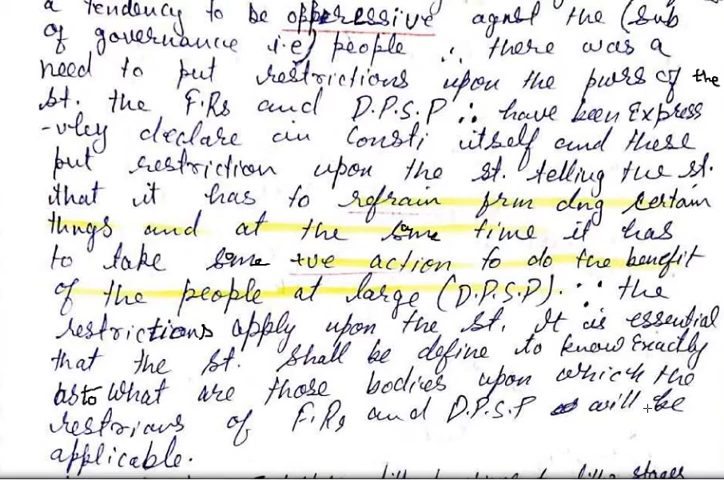 a tendency to be oppressive agnst the (sub
of governance i.e) people ∴ there was a
need to put restrictions upon the pwrs of the
st. the F.Rs and D.P.S.P ∴ have been Express
-vley declare in Consti itself and these
put restriction upon the st. telling the st.
that it has to refrain frm dng certain
thngs and at the same time it has
to take some +ve action to do the benefit
of the people at large (D.P.S.P). ∵ the
restrictions apply upon the st. It is essential
that the st. shall be define to know Exactly
as to what are those bodies upon which the
restrions of F.Rs and D.P.S.P will be
applicable.
stages